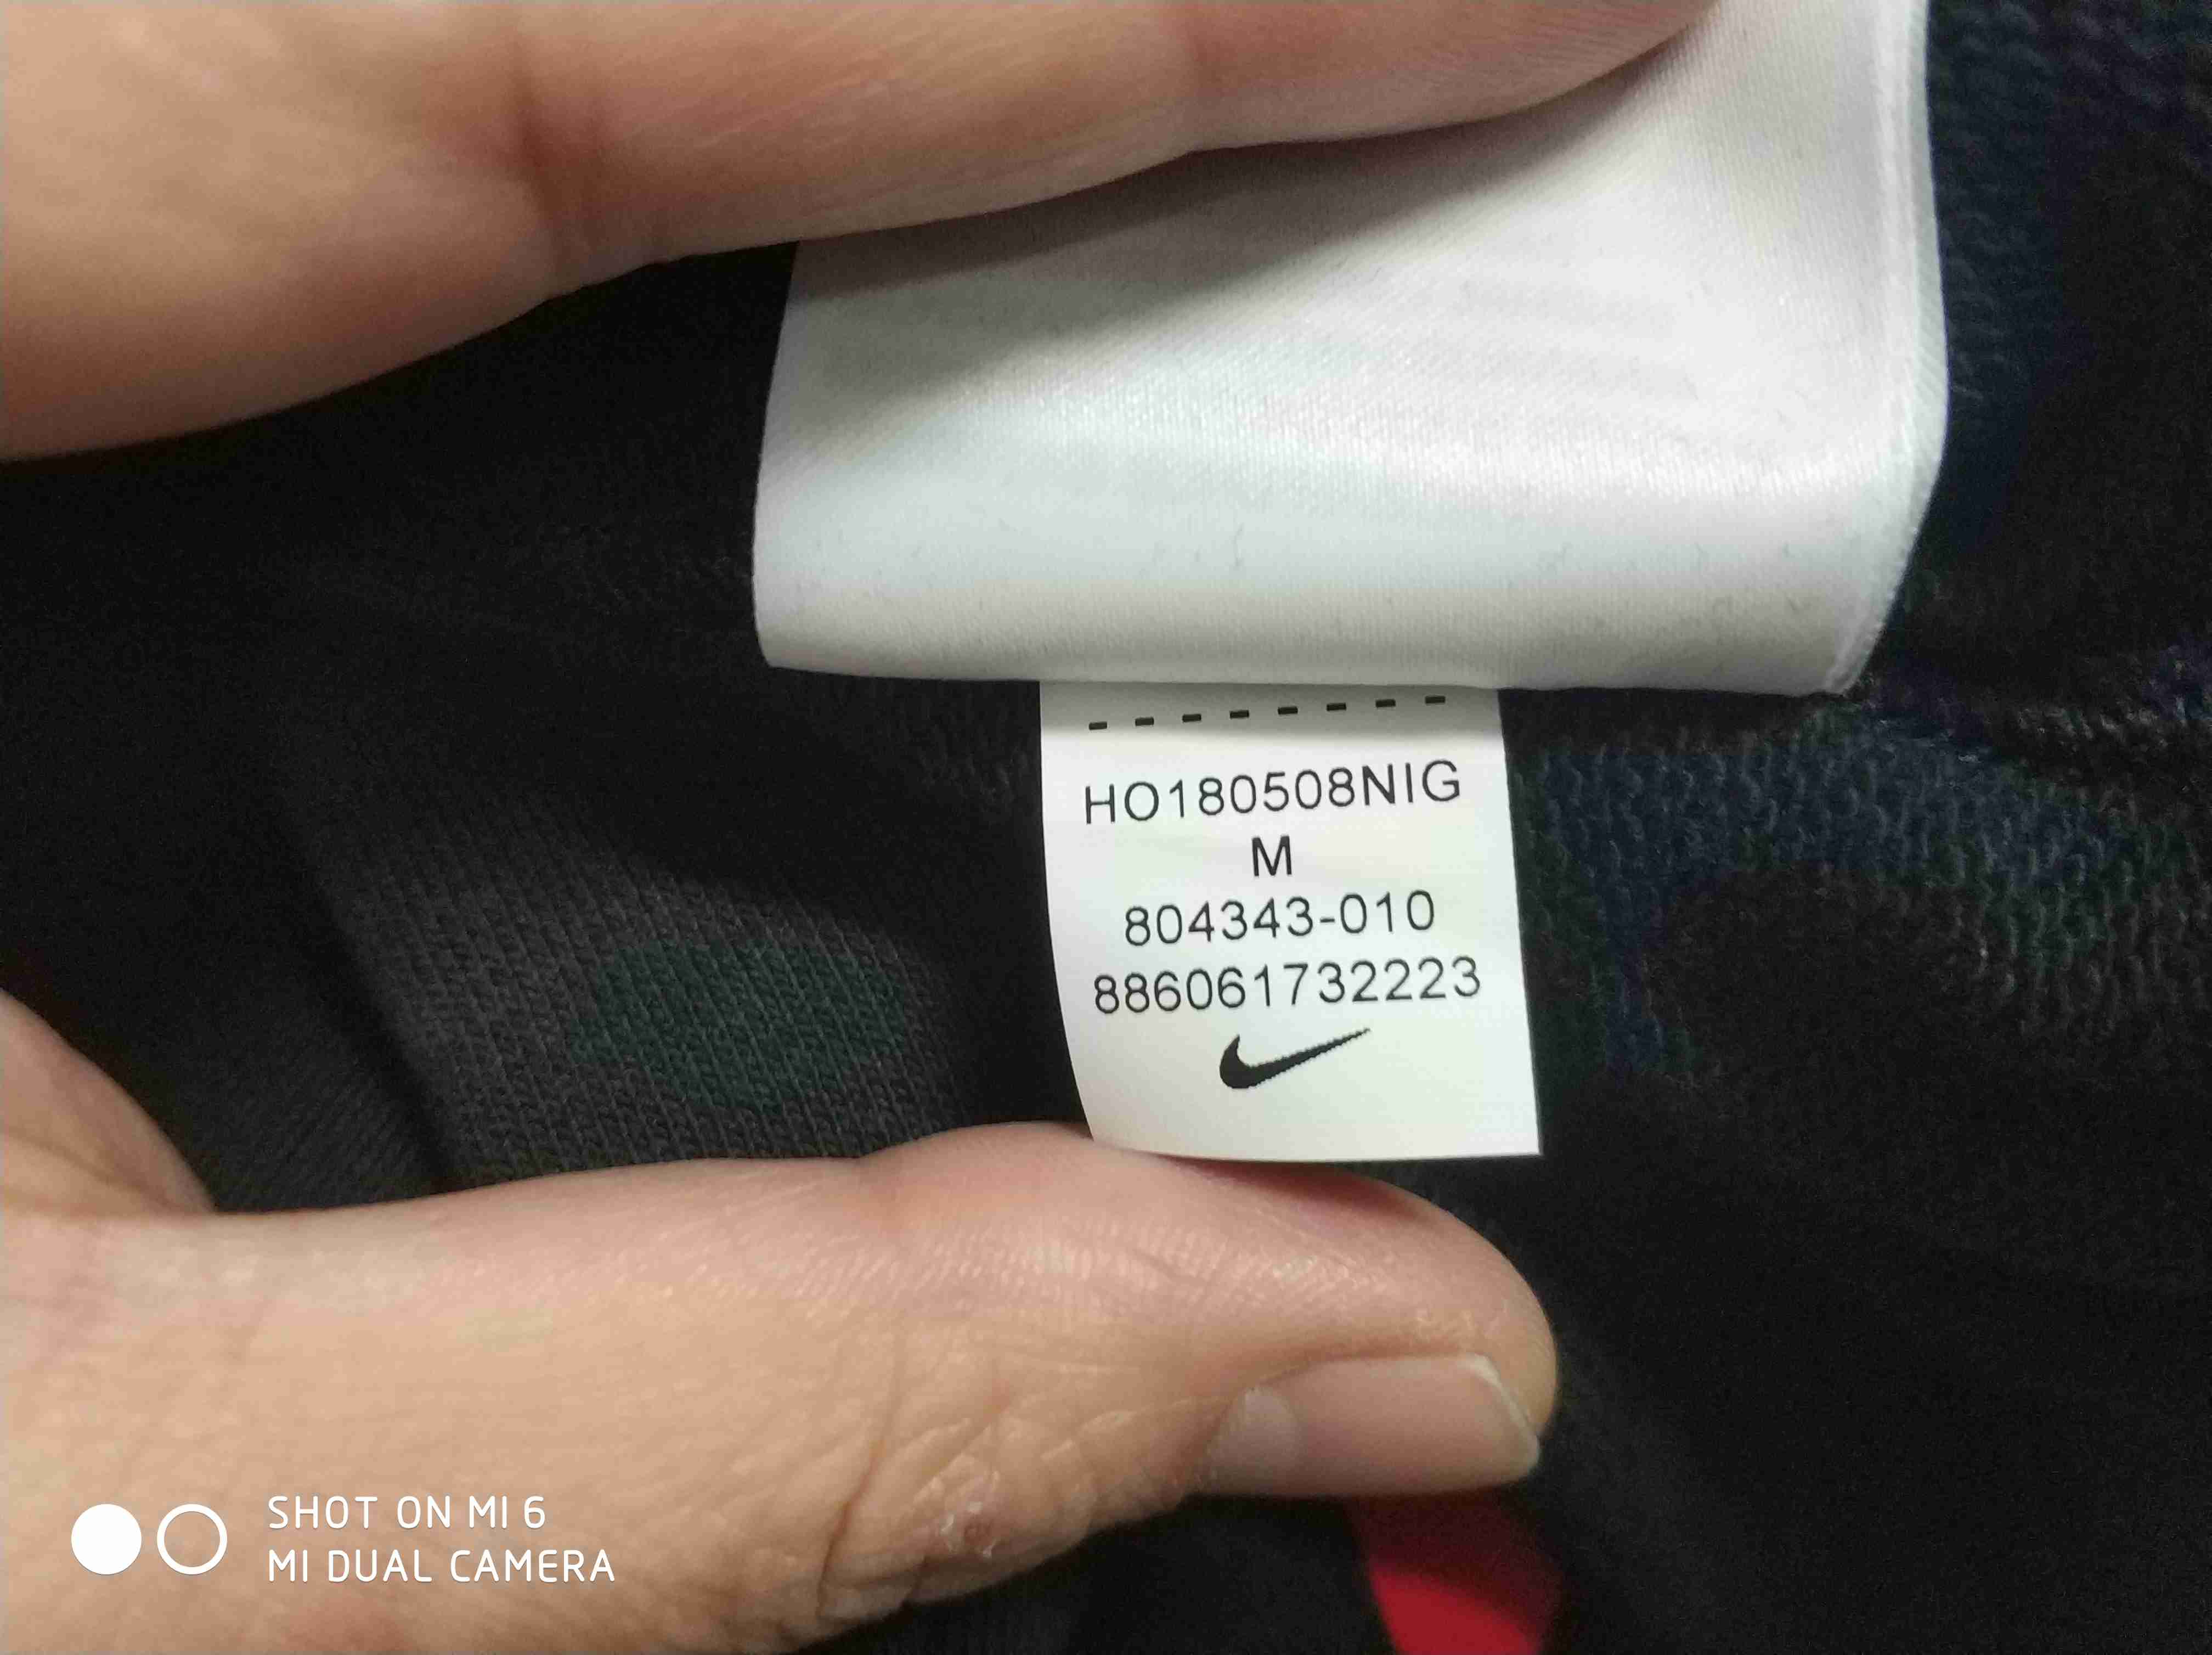 HO180508NIG
M
804343-010
886061732223
SHOT ON MI 6
MI DUAL CAMERA